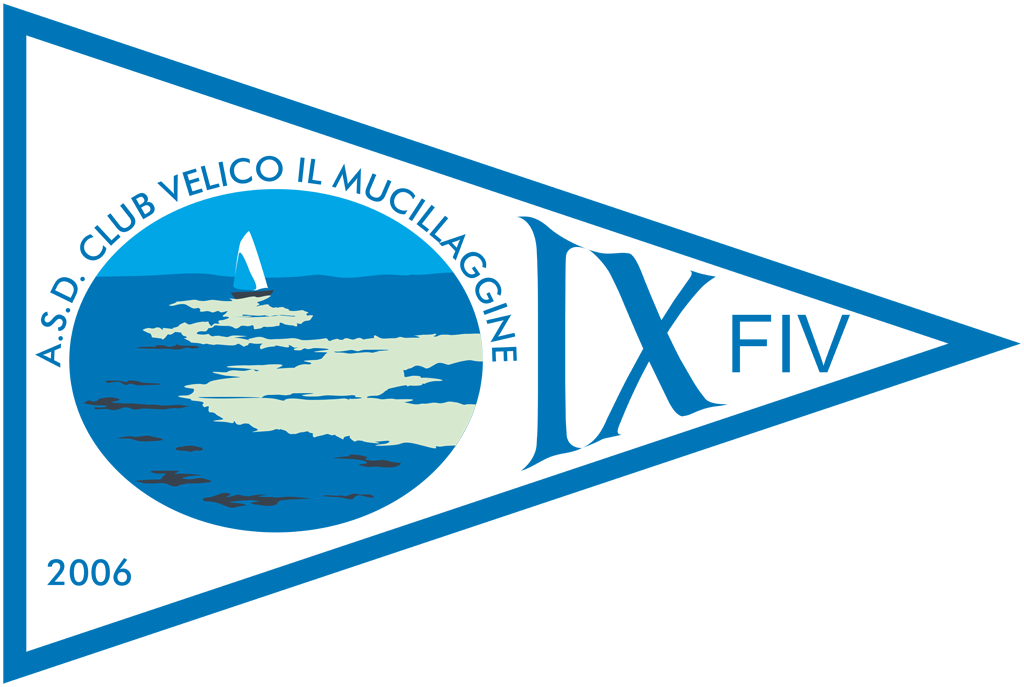 A.S.D. CLUB VELICO IL MUCILLAGGINE
IX
FIV
2006